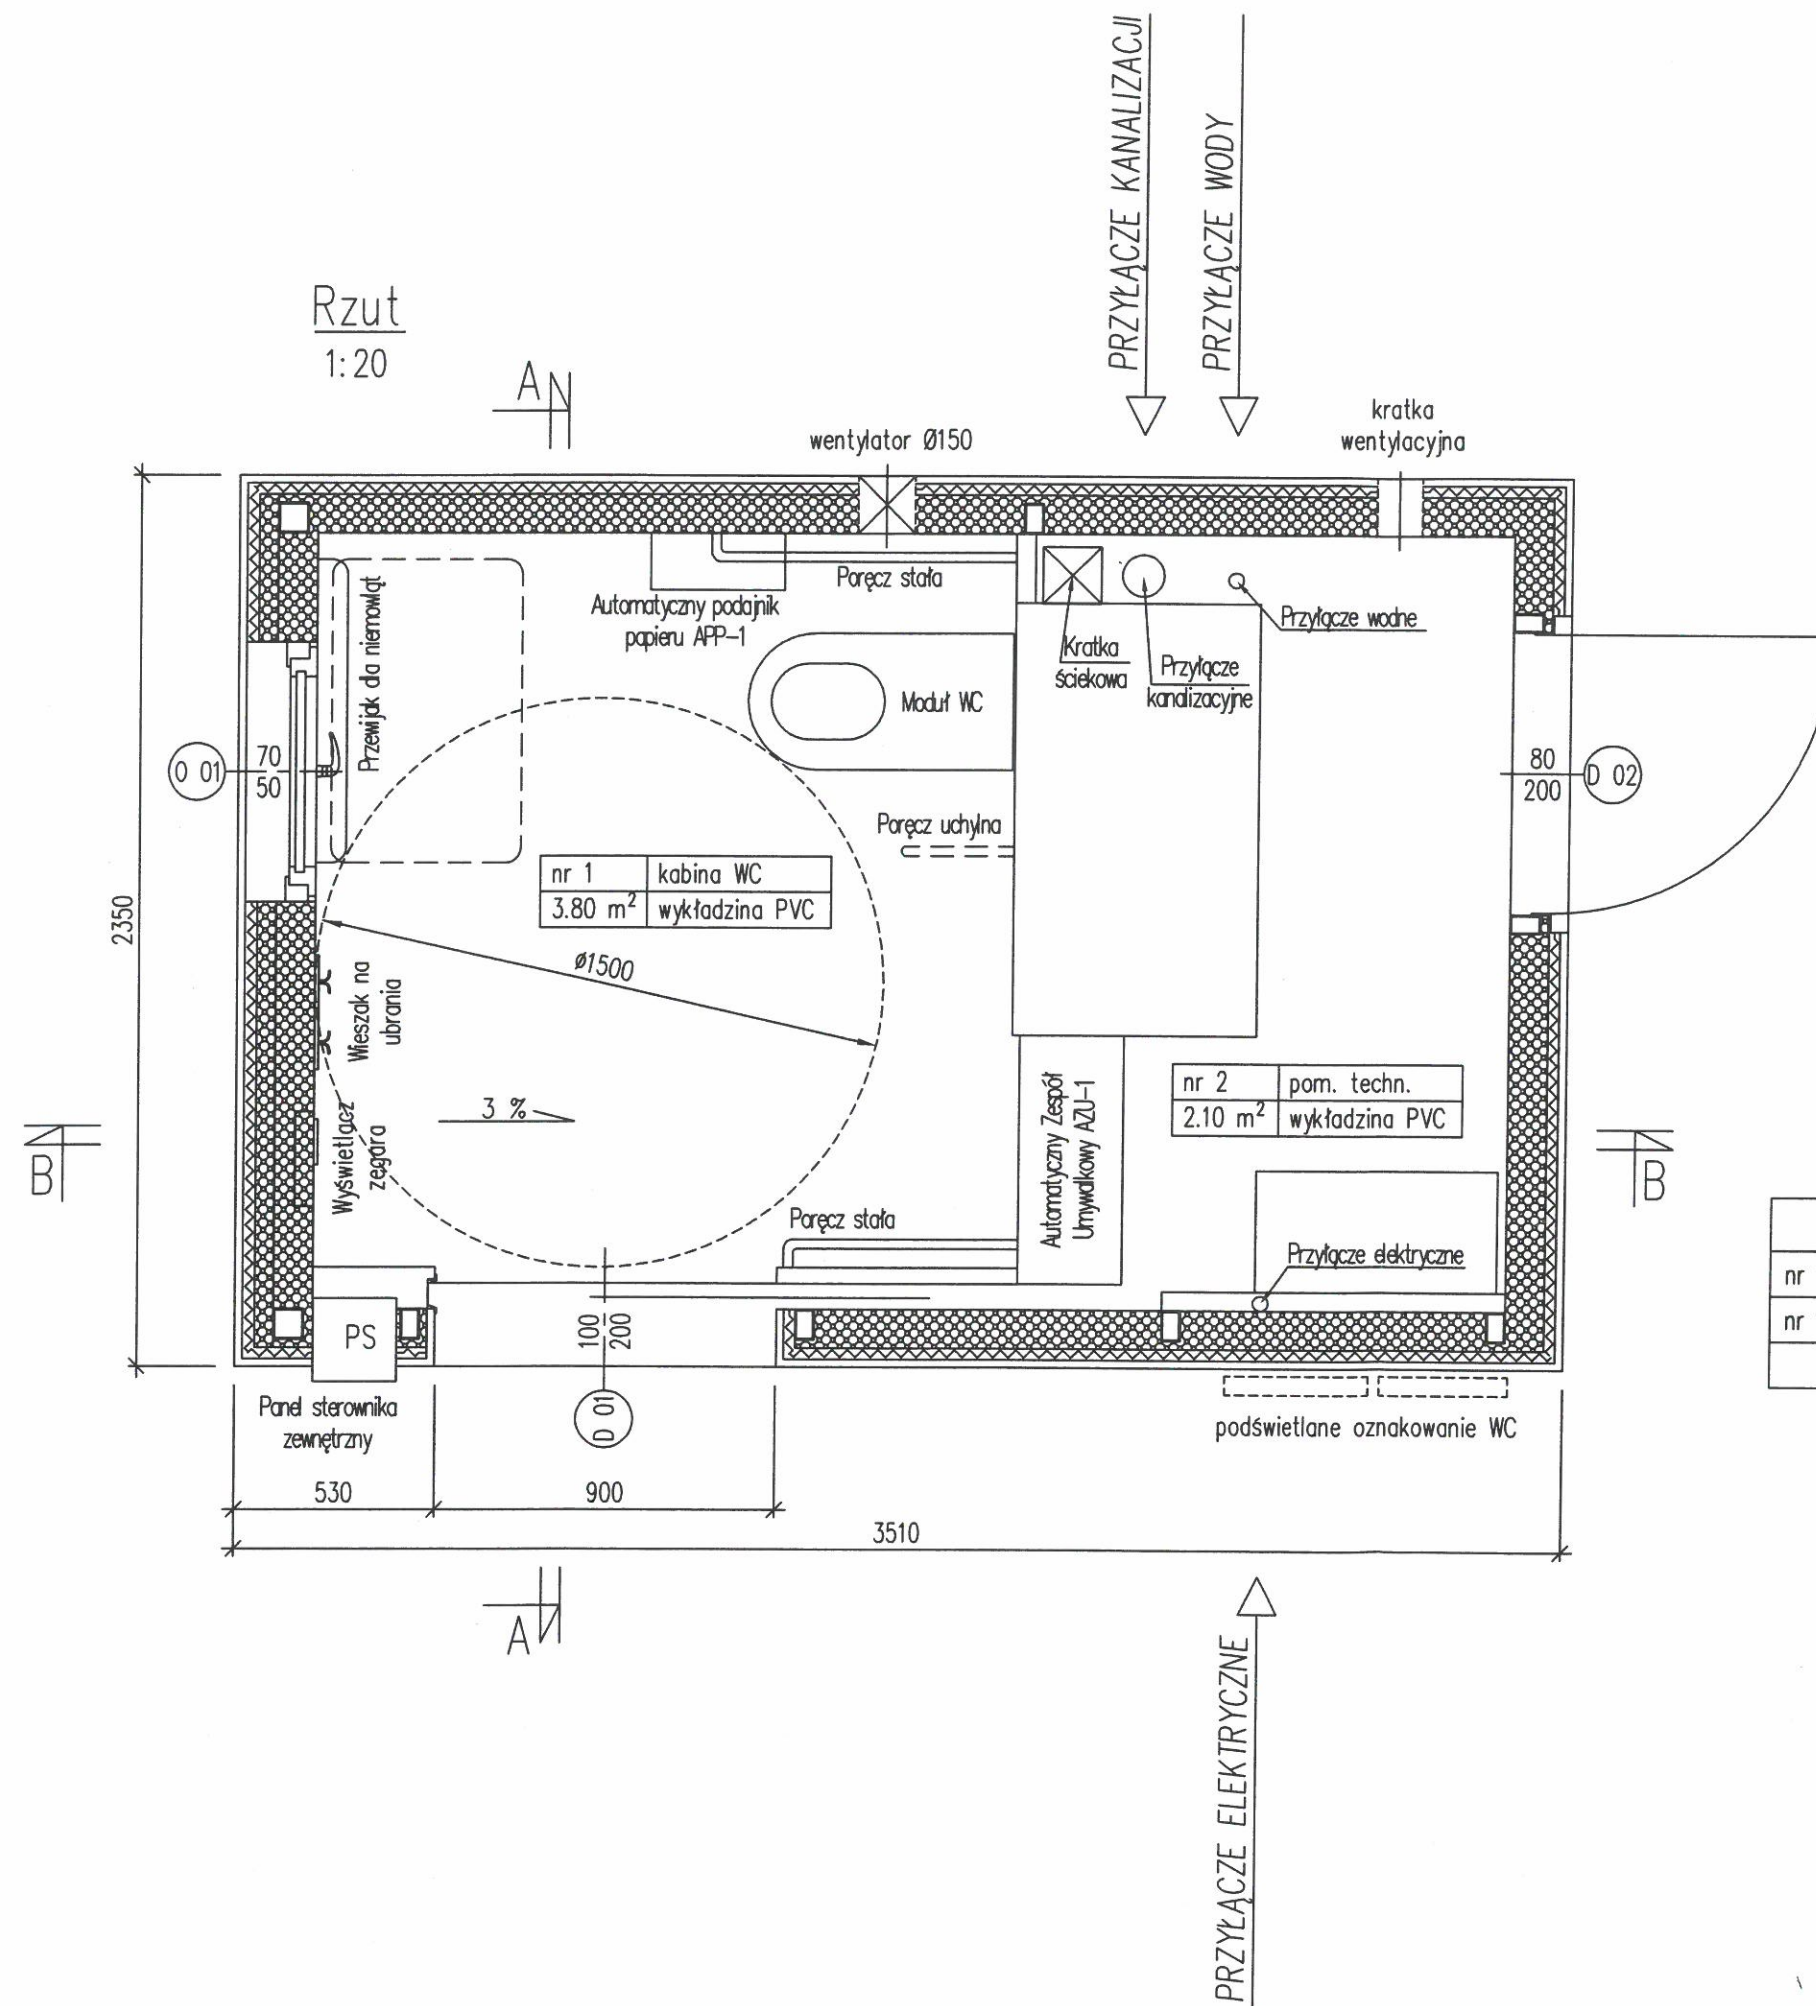 PRZYŁĄCZE KANALIZACJI
PRZYŁĄCZE WODY
Rzut
1:20
A
wentylator Ø150
kratka
wentylacyjna
Poręcz stała
Automatyczny podajnik
papieru APP-1
Przewijak dla niemowląt
Przyłącze wodne
Kratka
ściekowa
Przyłącze
kanalizacyjne
Moduł WC
O 01
70
50
80
200
D 02
Poręcz uchylna
nr 1 kabina WC
3.80 m² wykładzina PVC
2350
Ø1500
Wieszak na
ubrania
3 %
Wyświetlacz
zegara
Automatyczny Zespół
Umywalkowy AZU-1
nr 2 pom. techn.
2.10 m² wykładzina PVC
B
B
Poręcz stała
Przyłącze elektryczne
nr
nr
PS
100
200
D 01
Panel sterownika
zewnętrzny
podświetlane oznakowanie WC
530
900
3510
A
PRZYŁĄCZE ELEKTRYCZNE